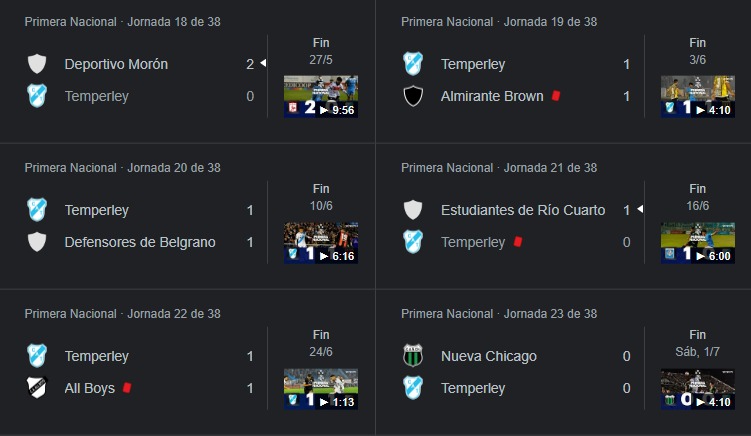 Primera Nacional · Jornada 18 de 38
Fin
27/5
Deportivo Morón 2
Temperley 0
2 9:56
Primera Nacional · Jornada 19 de 38
Fin
3/6
Temperley 1
Almirante Brown 1
1 4:10
Primera Nacional · Jornada 20 de 38
Fin
10/6
Temperley 1
Defensores de Belgrano 1
1 6:16
Primera Nacional · Jornada 21 de 38
Fin
16/6
Estudiantes de Río Cuarto 1
Temperley 0
1 6:00
Primera Nacional · Jornada 22 de 38
Fin
24/6
Temperley 1
All Boys 1
1 1:13
Primera Nacional · Jornada 23 de 38
Fin
Sáb, 1/7
Nueva Chicago 0
Temperley 0
0 4:10